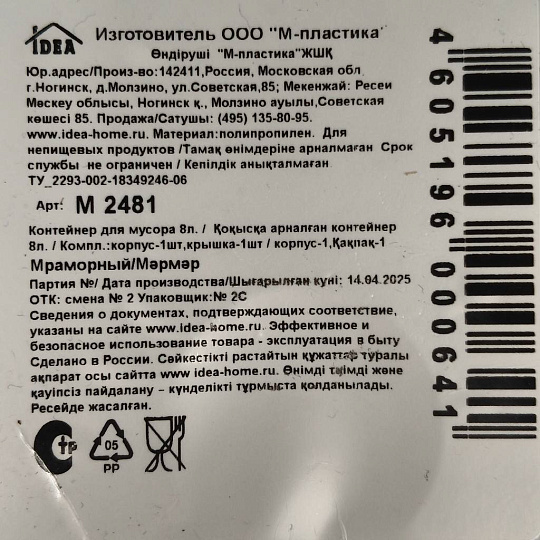 IDEA
Изготовитель ООО "М-пластика"
Өндіруші "М-пластика"ЖШҚ
Юр.адрес/Произ-во:142411,Россия, Московская обл
г.Ногинск, д.Молзино, ул.Советская,85; Мекенжай: Ресеи
Мәскеу облысы, Ногинск қ., Молзино ауылы,Советская
көшесі 85. Продажа/Сатушы: (495) 135-80-95.
www.idea-home.ru. Материал:полипропилен. Для
непищевых продуктов /Тамақ өнімдеріне арналмаған Срок
службы не ограничен / Кепілдік анықталмаған
ТУ_2293-002-18349246-06
Арт: М 2481
Контейнер для мусора 8л. / Қоқысқа арналған контейнер
8л. / Компл.:корпус-1шт,крышка-1шт / корпус-1,Қақпақ-1
Мраморный/Мәрмәр
Партия №/ Дата производства/Шығарылған күні: 14.04.2025
ОТК: смена № 2 Упаковщик:№ 2С
Сведения о документах, подтверждающих соответствие,
указаны на сайте www.idea-home.ru. Эффективное и
безопасное использование товара - эксплуатация в быту
Сделано в России. Сәйкестікті растайтын құжаттар туралы
ақпарат осы сайтта www.idea-home.ru. Өнімді тиімді және
қауіпсіз пайдалану – күнделікті тұрмыста қолданылады.
Ресейде жасалған.
05
PP
4605196000641